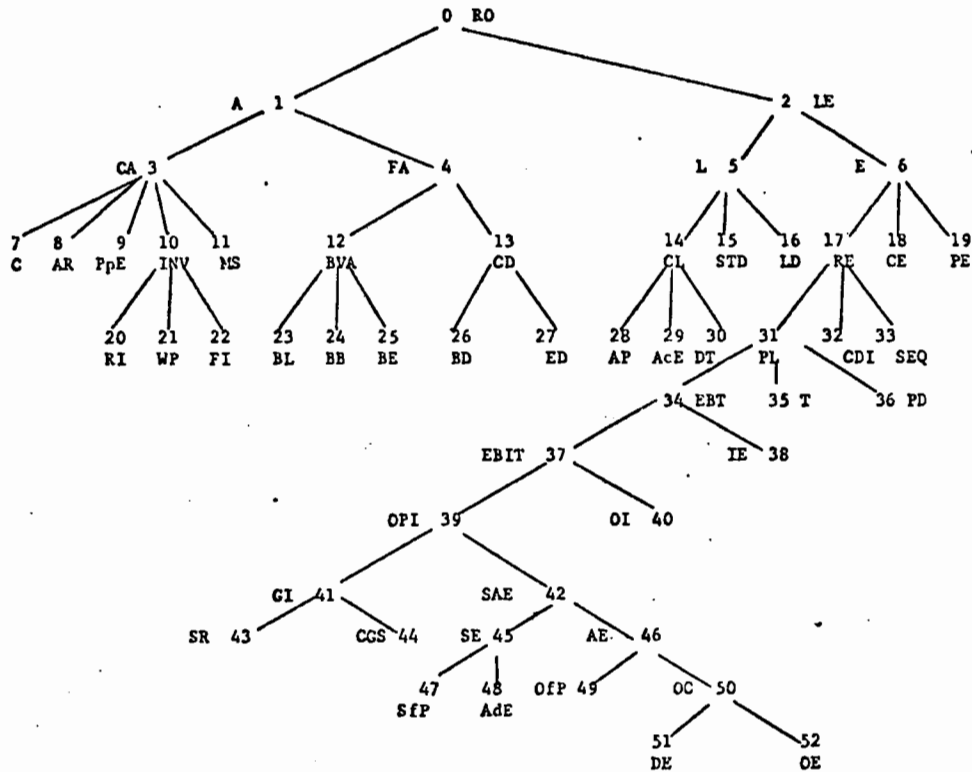 0 RO
A 1 2 LE
CA 3 FA 4 L 5 E 6
7 8 9 10 11 12 13 14 15 16 17 18 19
C AR PpE INV MS BVA CD CL STD LD RE CE PE
20 21 22 23 24 25 26 27 28 29 30 31 32 33
RI WP FI BL BB BE BD ED AP AcE DT PL CDI SEQ
34 EBT 35 T 36 PD
EBIT 37 IE 38
OPI 39 OI 40
GI 41 SAE 42
SR 43 CGS 44 SE 45 AE 46
47 48 OfP 49 OC 50
SfP AdE
51 52
DE OE